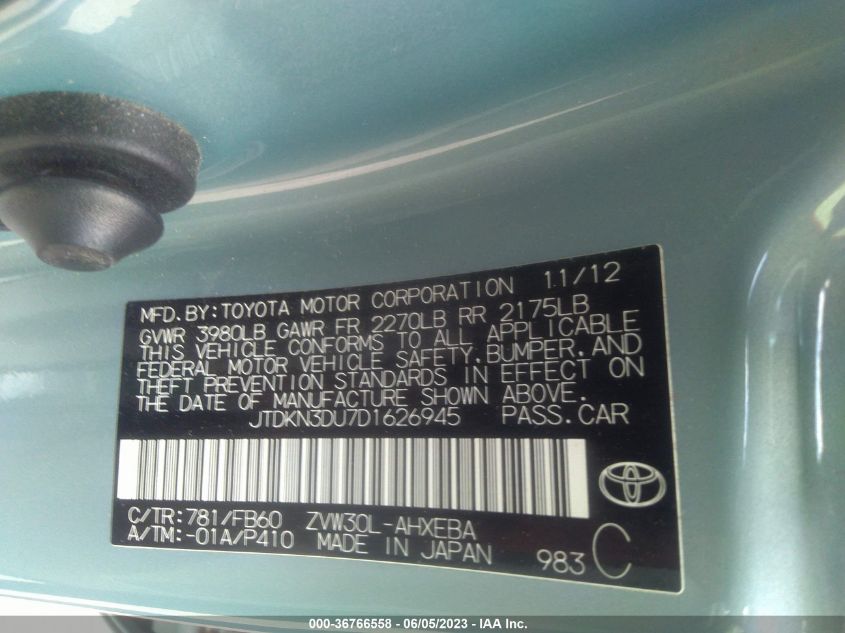 MFD. BY: TOYOTA MOTOR CORPORATION 11/12
GVWR 3980LB GAWR FR 2270LB RR 2175LB
THIS VEHICLE CONFORMS TO ALL APPLICABLE
FEDERAL MOTOR VEHICLE SAFETY, BUMPER, AND
THEFT PREVENTION STANDARDS IN EFFECT ON
THE DATE OF MANUFACTURE SHOWN ABOVE.
JTDKN3DU7D1626945 PASS. CAR
C/TR: 781/FB60 ZVW30L-AHXEBA
A/TM: -01A/P410 MADE IN JAPAN 983 C
000-36766558 - 06/05/2023 - IAA Inc.